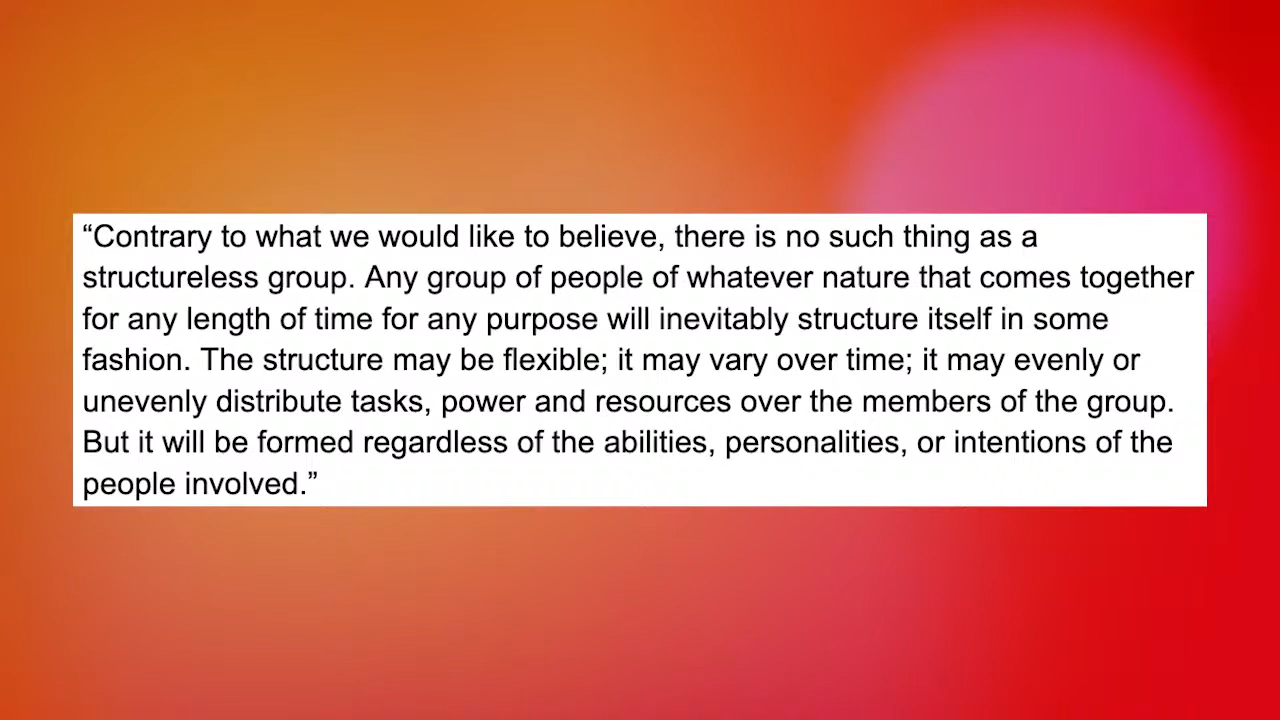 “Contrary to what we would like to believe, there is no such thing as a
structureless group. Any group of people of whatever nature that comes together
for any length of time for any purpose will inevitably structure itself in some
fashion. The structure may be flexible; it may vary over time; it may evenly or
unevenly distribute tasks, power and resources over the members of the group.
But it will be formed regardless of the abilities, personalities, or intentions of the
people involved.”